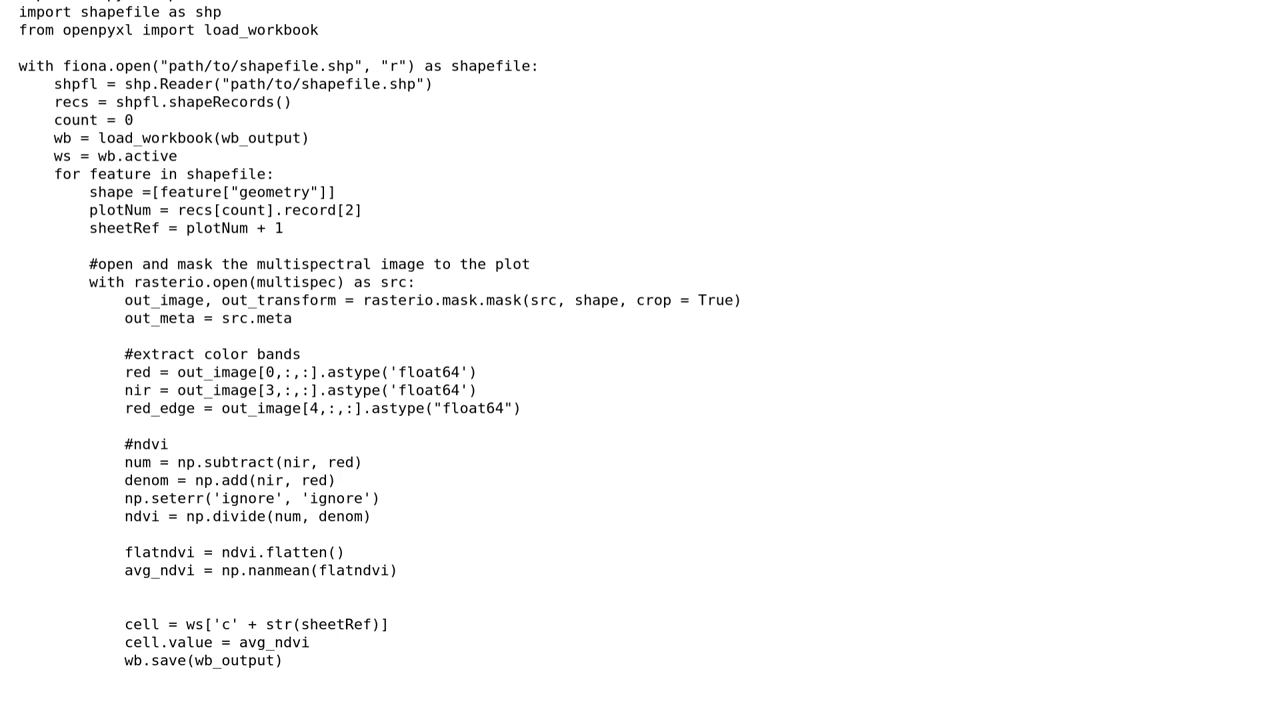 import shapefile as shp
from openpyxl import load_workbook
with fiona.open("path/to/shapefile.shp", "r") as shapefile:
    shpfl = shp.Reader("path/to/shapefile.shp")
    recs = shpfl.shapeRecords()
    count = 0
    wb = load_workbook(wb_output)
    ws = wb.active
    for feature in shapefile:
        shape =[feature["geometry"]]
        plotNum = recs[count].record[2]
        sheetRef = plotNum + 1
        #open and mask the multispectral image to the plot
        with rasterio.open(multispec) as src:
            out_image, out_transform = rasterio.mask.mask(src, shape, crop = True)
            out_meta = src.meta
            #extract color bands
            red = out_image[0,:,:].astype('float64')
            nir = out_image[3,:,:].astype('float64')
            red_edge = out_image[4,:,:].astype("float64")
            #ndvi
            num = np.subtract(nir, red)
            denom = np.add(nir, red)
            np.seterr('ignore', 'ignore')
            ndvi = np.divide(num, denom)
            flatndvi = ndvi.flatten()
            avg_ndvi = np.nanmean(flatndvi)
            cell = ws['c' + str(sheetRef)]
            cell.value = avg_ndvi
            wb.save(wb_output)